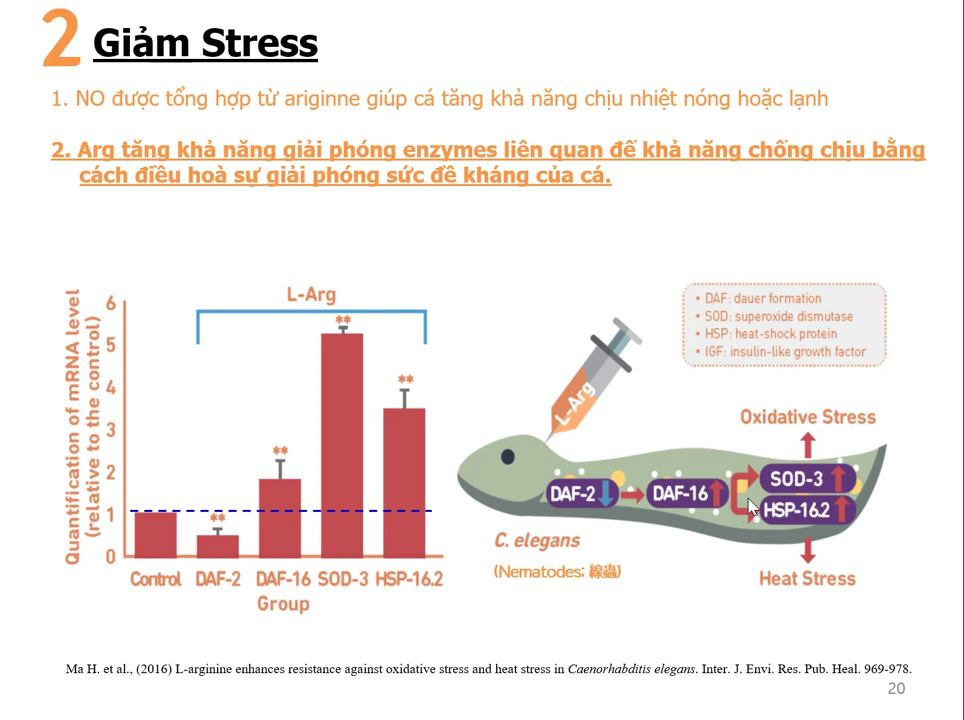 2 Giảm Stress
1. NO được tổng hợp từ ariginne giúp cá tăng khả năng chịu nhiệt nóng hoặc lạnh
2. Arg tăng khả năng giải phóng enzymes liên quan đế khả năng chống chịu bằng
cách điều hoà sự giải phóng sức đề kháng của cá.
Quantification of mRNA level
(relative to the control)
6
5
4
3
2
1
0
L-Arg
**
**
**
**
Control DAF-2 DAF-16 SOD-3 HSP-16.2
Group
• DAF: dauer formation
• SOD: superoxide dismutase
• HSP: heat-shock protein
• IGF: insulin-like growth factor
L-Arg
Oxidative Stress
DAF-2
DAF-16
SOD-3
HSP-16.2
Heat Stress
C. elegans
(Nematodes; 線蟲)
Ma H. et al., (2016) L-arginine enhances resistance against oxidative stress and heat stress in Caenorhabditis elegans. Inter. J. Envi. Res. Pub. Heal. 969-978.
20